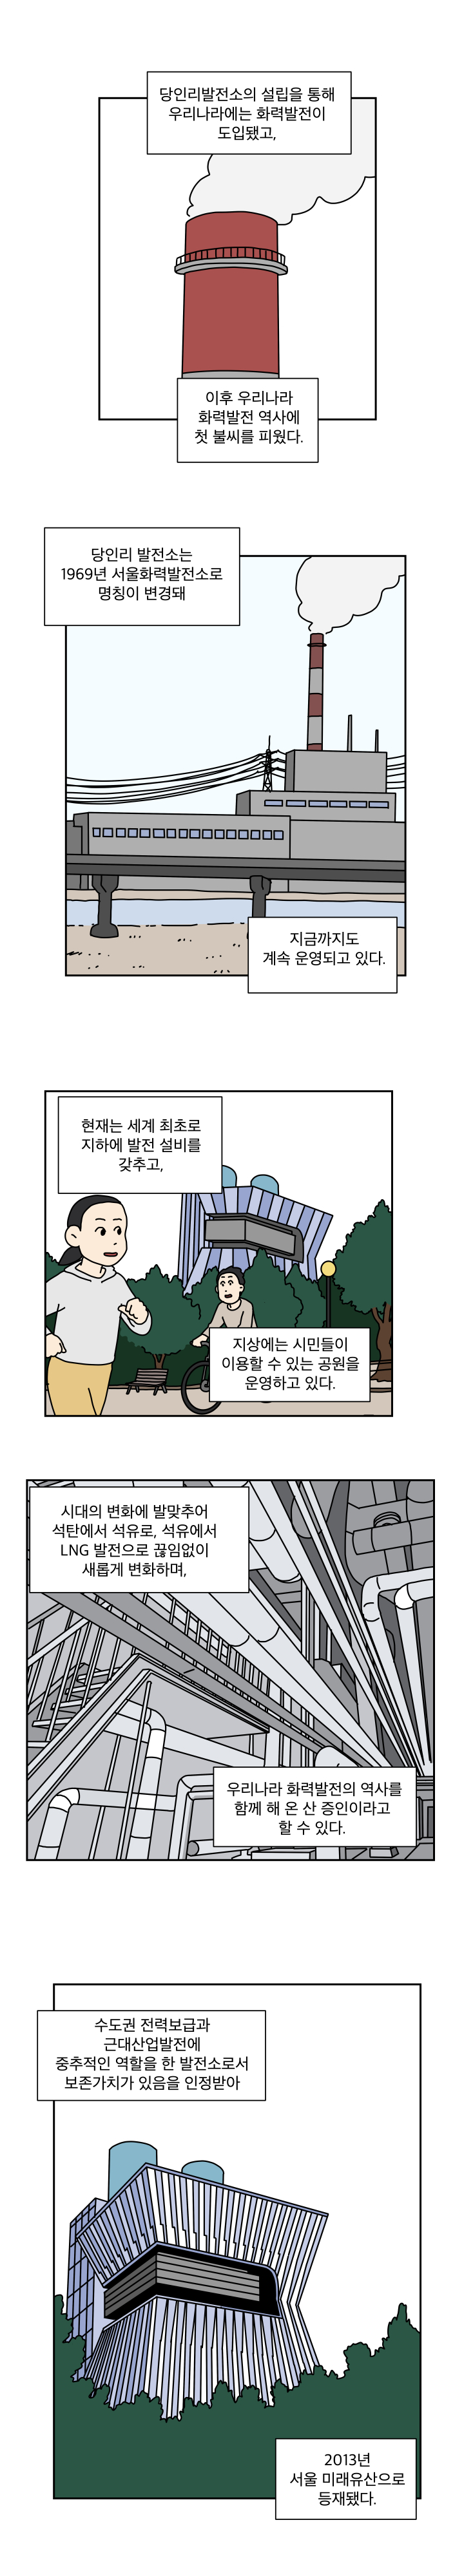 당인리발전소의 설립을 통해
우리나라에는 화력발전이
도입됐고,
이후 우리나라
화력발전 역사에
첫 불씨를 피웠다.
당인리 발전소는
1969년 서울화력발전소로
명칭이 변경돼
지금까지도
계속 운영되고 있다.
현재는 세계 최초로
지하에 발전 설비를
갖추고,
지상에는 시민들이
이용할 수 있는 공원을
운영하고 있다.
시대의 변화에 발맞추어
석탄에서 석유로, 석유에서
LNG 발전으로 끊임없이
새롭게 변화하며,
우리나라 화력발전의 역사를
함께 해 온 산 증인이라고
할 수 있다.
수도권 전력보급과
근대산업발전에
중추적인 역할을 한 발전소로서
보존가치가 있음을 인정받아
2013년
서울 미래유산으로
등재됐다.